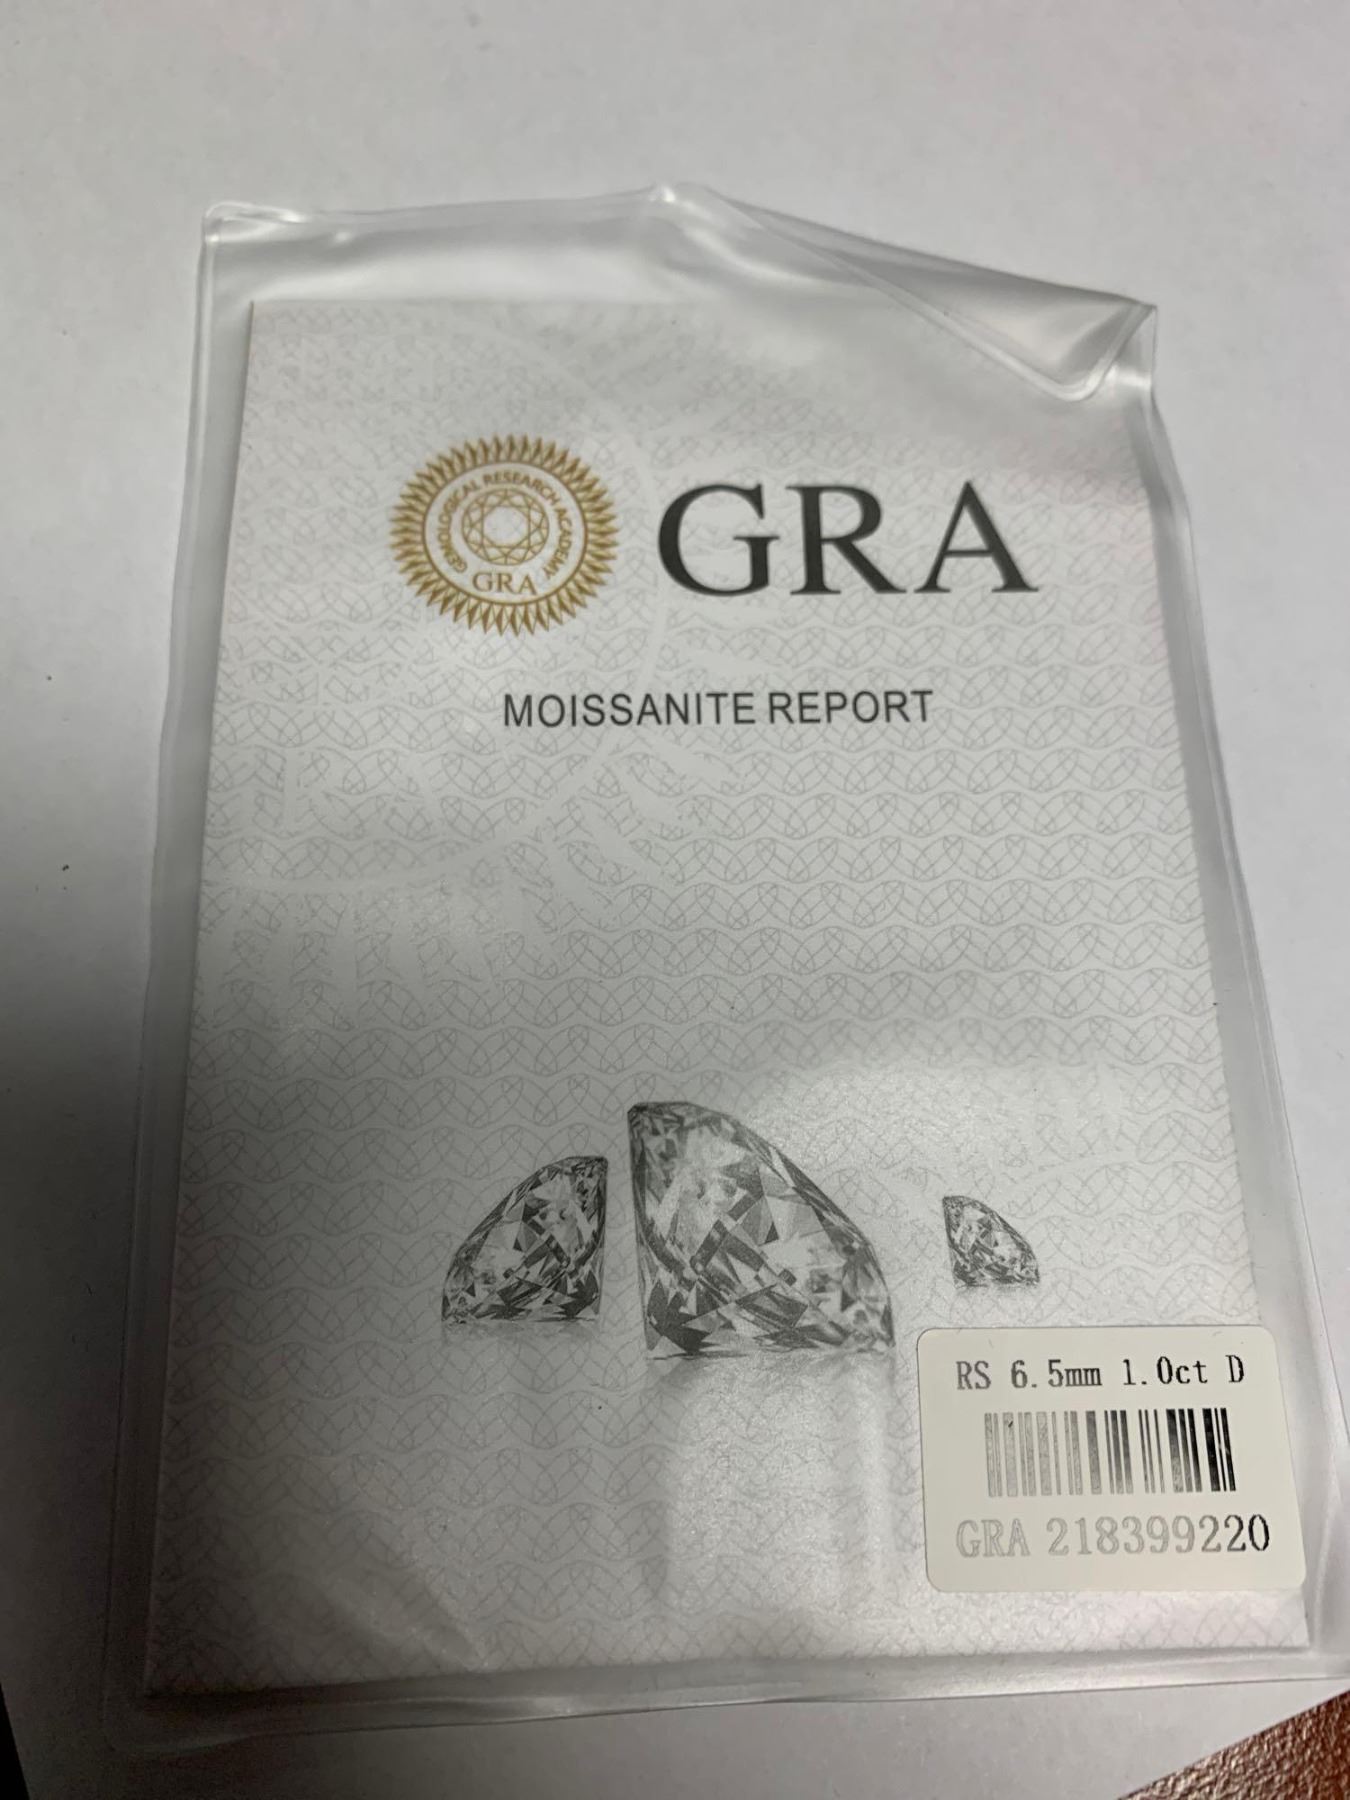 GEMOLOGICAL RESEARCH ACADEMY
GRA
GRA
MOISSANITE REPORT
RS 6.5mm 1.0ct D
GRA 218399220